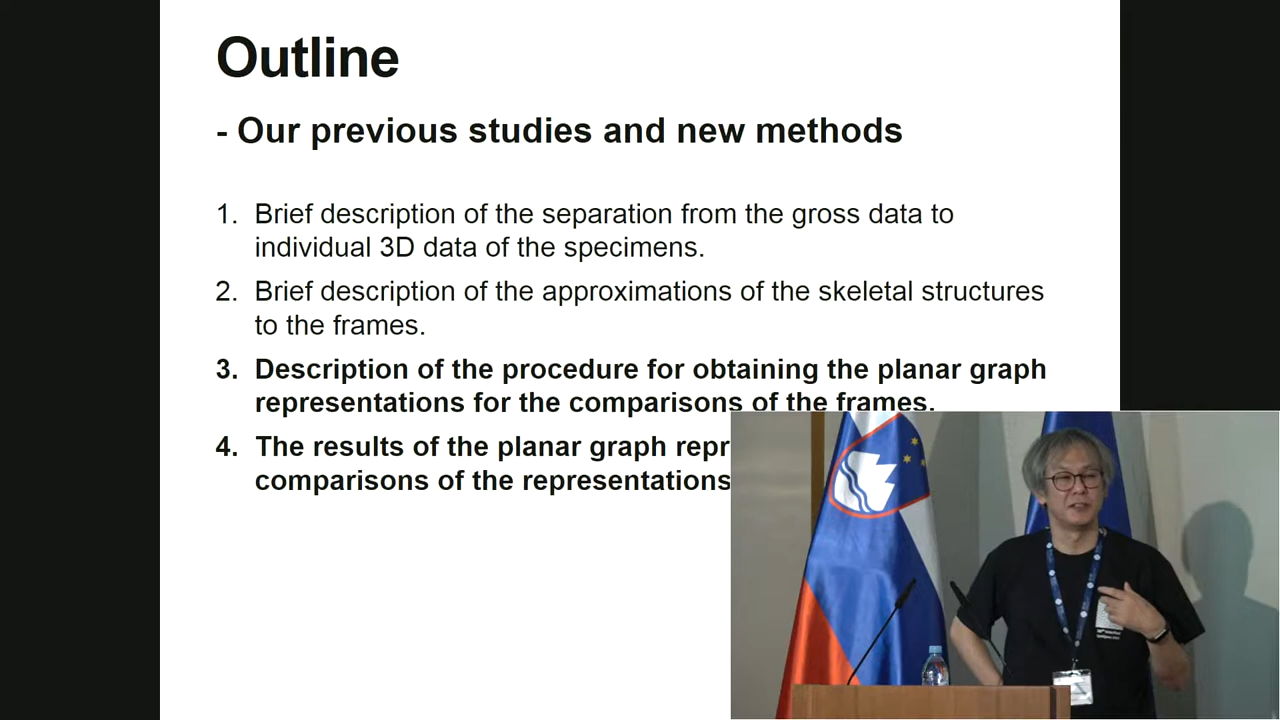 Outline
- Our previous studies and new methods
1. Brief description of the separation from the gross data to
individual 3D data of the specimens.
2. Brief description of the approximations of the skeletal structures
to the frames.
3. Description of the procedure for obtaining the planar graph
representations for the comparisons of the frames.
4. The results of the planar graph
comparisons of the representations